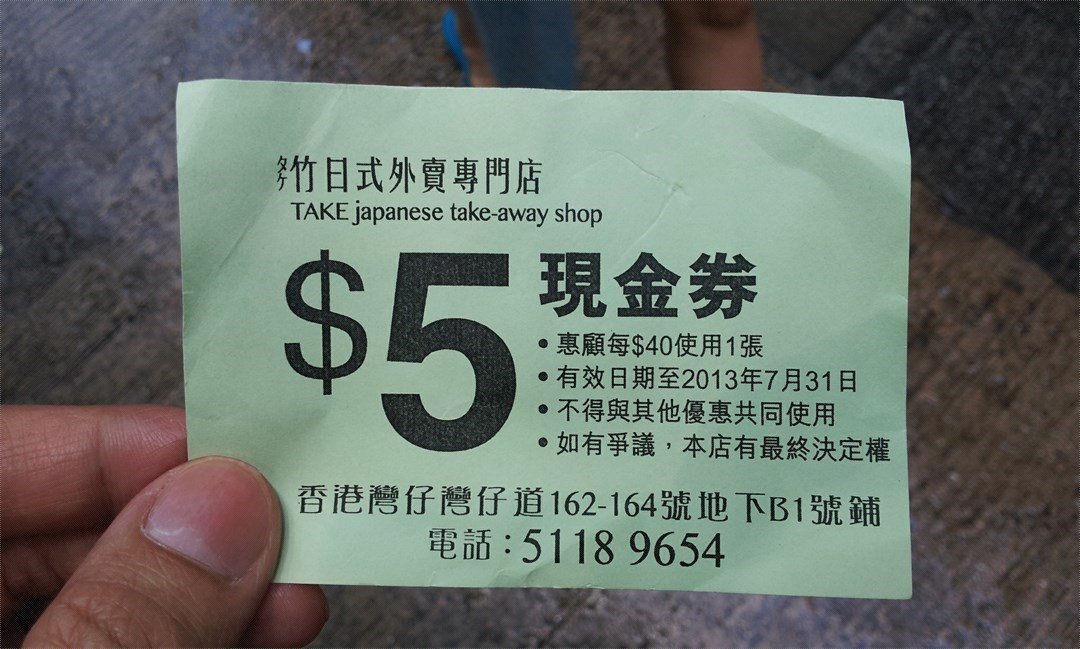 タケ竹日式外賣專門店
TAKE japanese take-away shop
$5 現金券
• 惠顧每$40使用1張
• 有效日期至2013年7月31日
• 不得與其他優惠共同使用
• 如有爭議，本店有最終決定權
香港灣仔灣仔道162-164號地下B1號鋪
電話：5118 9654